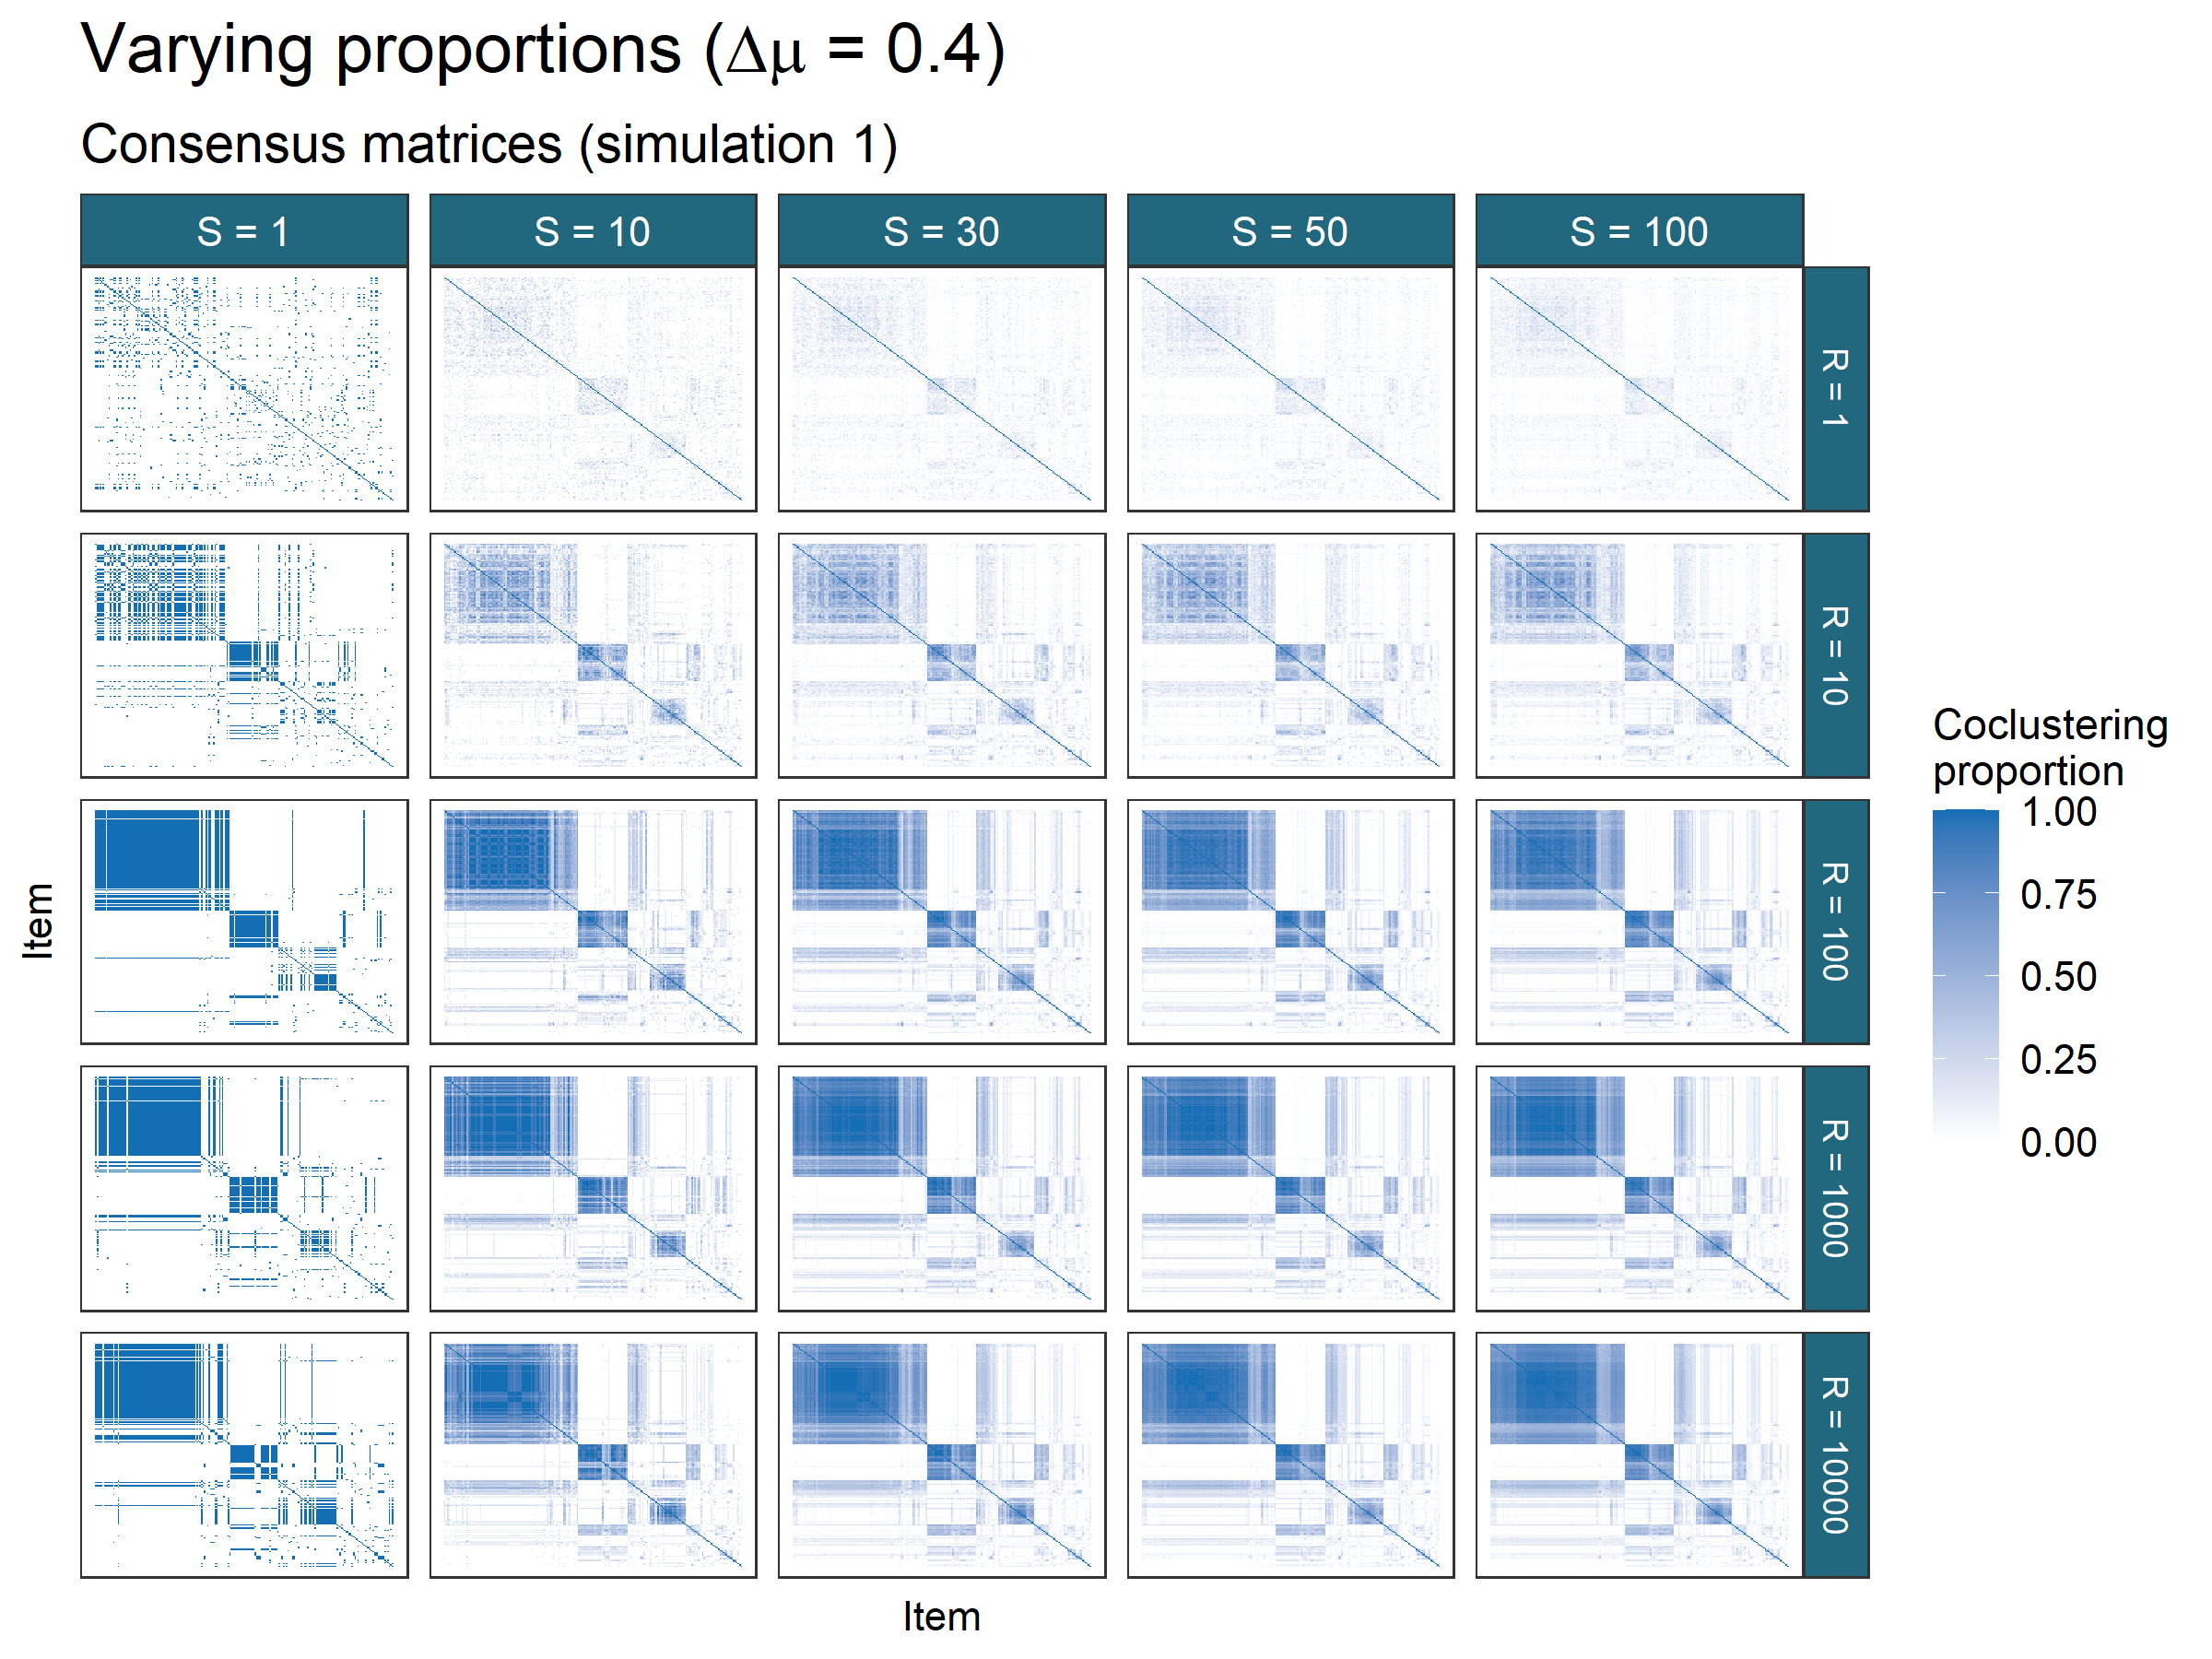 Varying proportions (Δμ = 0.4)
Consensus matrices (simulation 1)
S = 1
S = 10
S = 30
S = 50
S = 100
R = 1
R = 10
R = 100
R = 1000
R = 10000
Item
Item
Coclustering
proportion
1.00
0.75
0.50
0.25
0.00